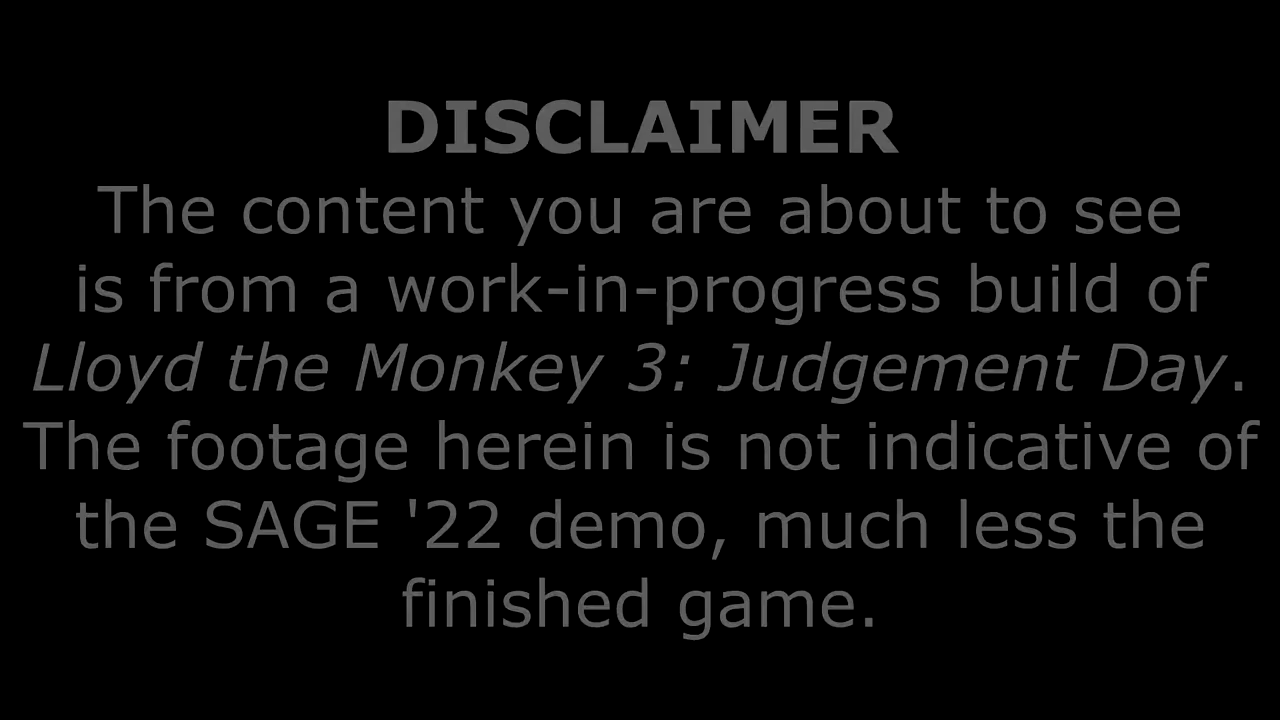 DISCLAIMER
The content you are about to see
is from a work-in-progress build of
Lloyd the Monkey 3: Judgement Day.
The footage herein is not indicative of
the SAGE '22 demo, much less the
finished game.